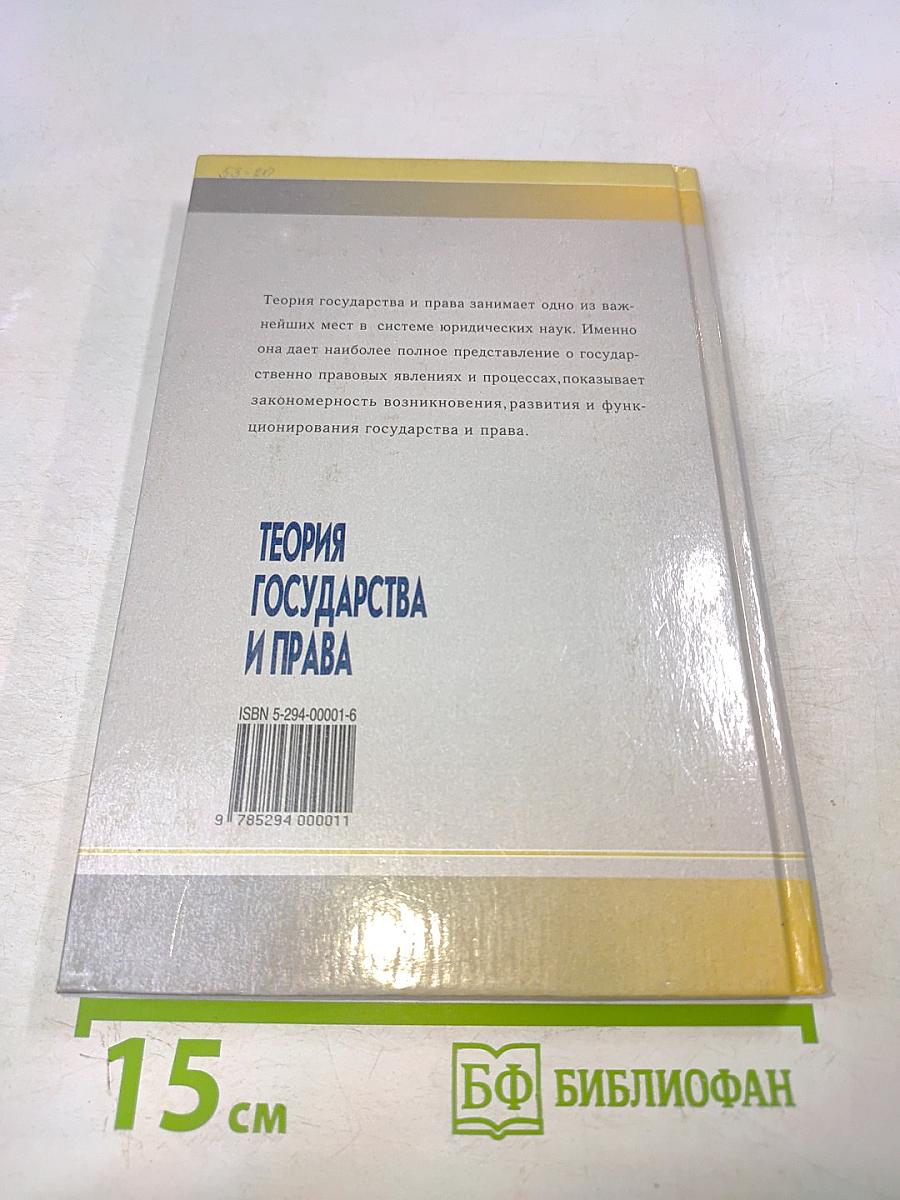 53-20
Теория государства и права занимает одно из важ-
нейших мест в системе юридических наук. Именно
она дает наиболее полное представление о государ-
ственно правовых явлениях и процессах, показывает
закономерность возникновения, развития и функ-
ционирования государства и права.
ТЕОРИЯ
ГОСУДАРСТВА
И ПРАВА
ISBN 5-294-00001-6
9 785294 000011
15 см
БФ БИБЛИОФАН